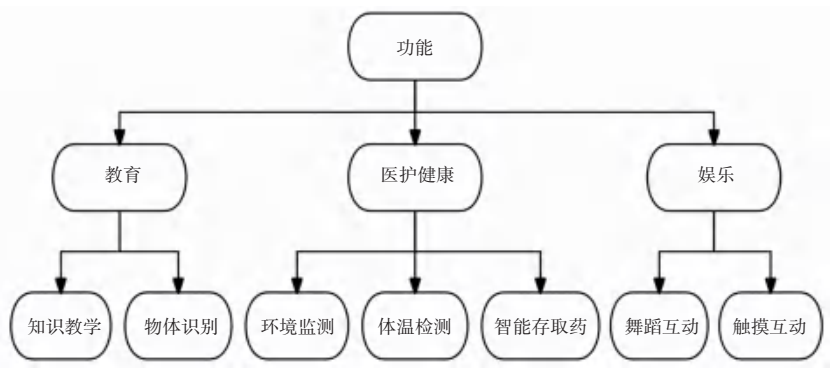 功能
教育
医护健康
娱乐
知识教学
物体识别
环境监测
体温检测
智能存取药
舞蹈互动
触摸互动